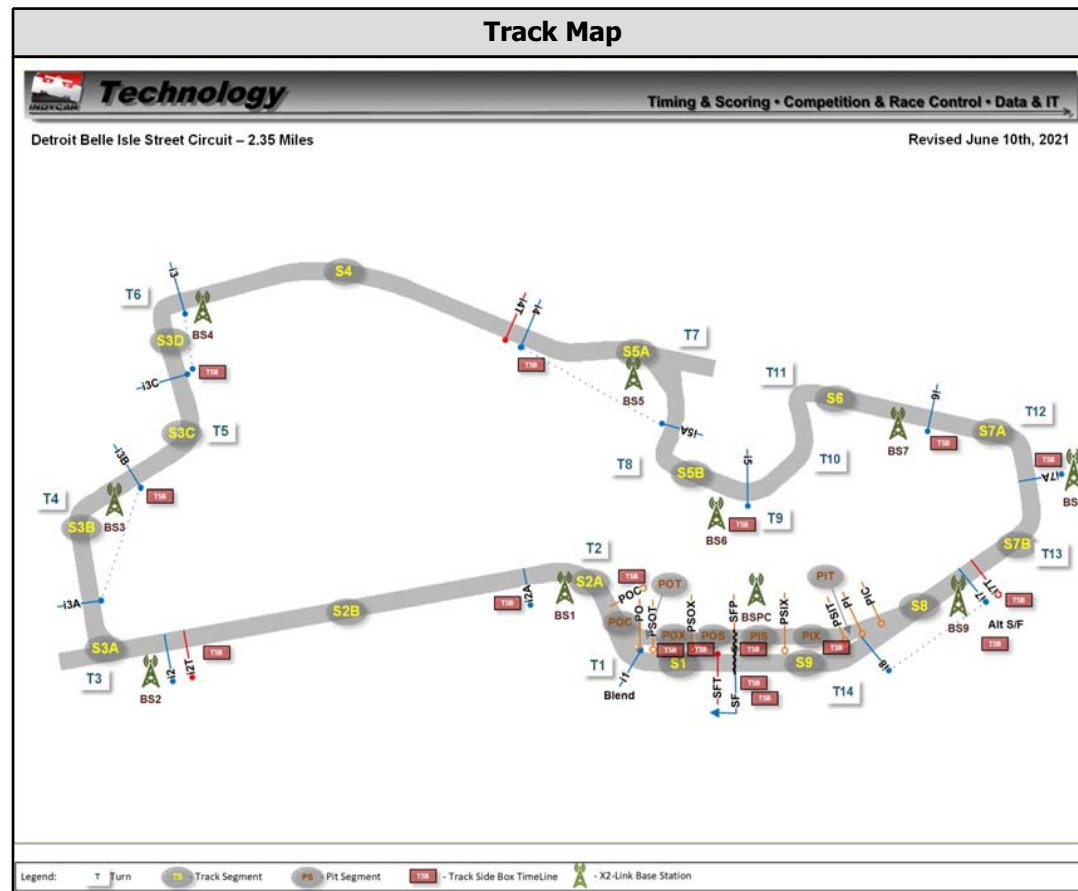 Track Map
INDYCAR
Technology
Timing & Scoring • Competition & Race Control • Data & IT
Detroit Belle Isle Street Circuit – 2.35 Miles
Revised June 10th, 2021
i3
S4
T6
BS4
S3D
TSB
i3C
i4T
i4
TSB
S5A
T7
BS5
T11
S6
i6
BS7
TSB
S7A
T12
S3C
T5
i5A
i3B
T8
S5B
i5
T10
TSB
i7A
BS
T4
BS3
TSB
S3B
BS6
TSB
T9
S7B
T13
i3A
T2
S2A
TSB
POC
POT
BSPC
PIT
PIC
i7
i7T
TSB
BS1
i2A
TSB
S2B
POC
PO
PSOT
PSOX
SFP
PSIX
PSIT
PI
S8
BS9
Alt S/F
TSB
POX
POS
PIS
PIX
S3A
TSB
T3
i2
i2T
BS2
T1
TSB
TSB
TSB
TSB
S1
S9
i1
Blend
SFT
SF
TSB
TSB
i8
T14
Legend:
T Turn
TS - Track Segment
PS - Pit Segment
TSB - Track Side Box TimeLine
- X2-Link Base Station